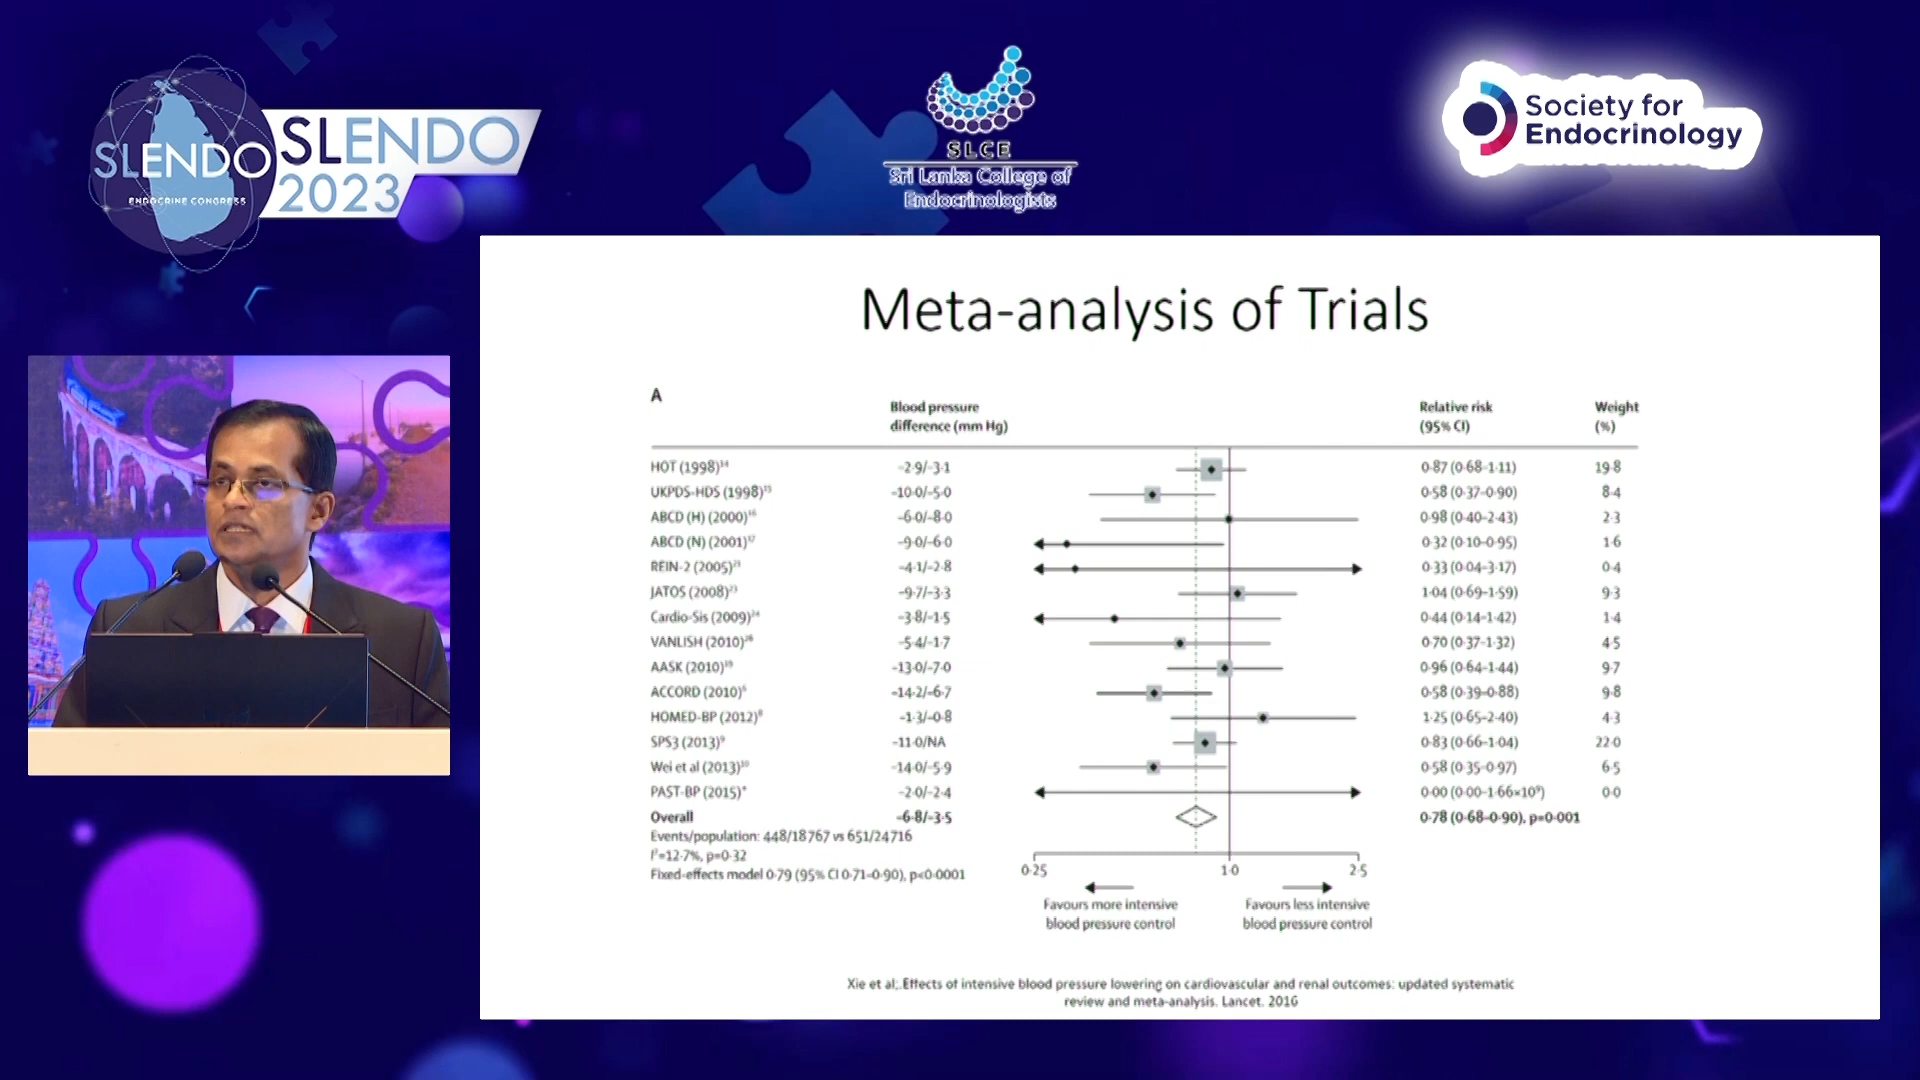 SLENDO
ENDOCRINE CONGRESS
SLENDO
2023
SLCE
Sri Lanka College of
Endocrinologists
Society for
Endocrinology
Meta-analysis of Trials
A
Blood pressure difference (mm Hg) Relative risk (95% CI) Weight (%)
HOT (1998)¹⁴ -2·9/-3·1 0·87 (0·68-1·11) 19·8
UKPDS-HDS (1998)¹⁵ -10·0/-5·0 0·58 (0·37-0·90) 8·4
ABCD (H) (2000)¹⁶ -6·0/-8·0 0·98 (0·40-2·43) 2·3
ABCD (N) (2001)¹⁷ -9·0/-6·0 0·32 (0·10-0·95) 1·6
REIN-2 (2005)²¹ -4·1/-2·8 0·33 (0·04-3·17) 0·4
JATOS (2008)²³ -9·7/-3·3 1·04 (0·69-1·59) 9·3
Cardio-Sis (2009)²⁴ -3·8/-1·5 0·44 (0·14-1·42) 1·4
VANLISH (2010)²⁶ -5·4/-1·7 0·70 (0·37-1·32) 4·5
AASK (2010)¹⁹ -13·0/-7·0 0·96 (0·64-1·44) 9·7
ACCORD (2010)⁶ -14·2/-6·7 0·58 (0·39-0·88) 9·8
HOMED-BP (2012)⁸ -1·3/-0·8 1·25 (0·65-2·40) 4·3
SPS3 (2013)⁹ -11·0/NA 0·83 (0·66-1·04) 22·0
Wei et al (2013)¹⁰ -14·0/-5·9 0·58 (0·35-0·97) 6·5
PAST-BP (2015)* -2·0/-2·4 0·00 (0·00-1·66×10⁹) 0·0
Overall -6·8/-3·5 0·78 (0·68-0·90), p=0·001
Events/population: 448/18767 vs 651/24716
I²=12·7%, p=0·32
Fixed-effects model 0·79 (95% CI 0·71-0·90), p<0·0001
0·25 1·0 2·5
Favours more intensive
blood pressure control
Favours less intensive
blood pressure control
Xie et al;.Effects of intensive blood pressure lowering on cardiovascular and renal outcomes: updated systematic
review and meta-analysis. Lancet. 2016